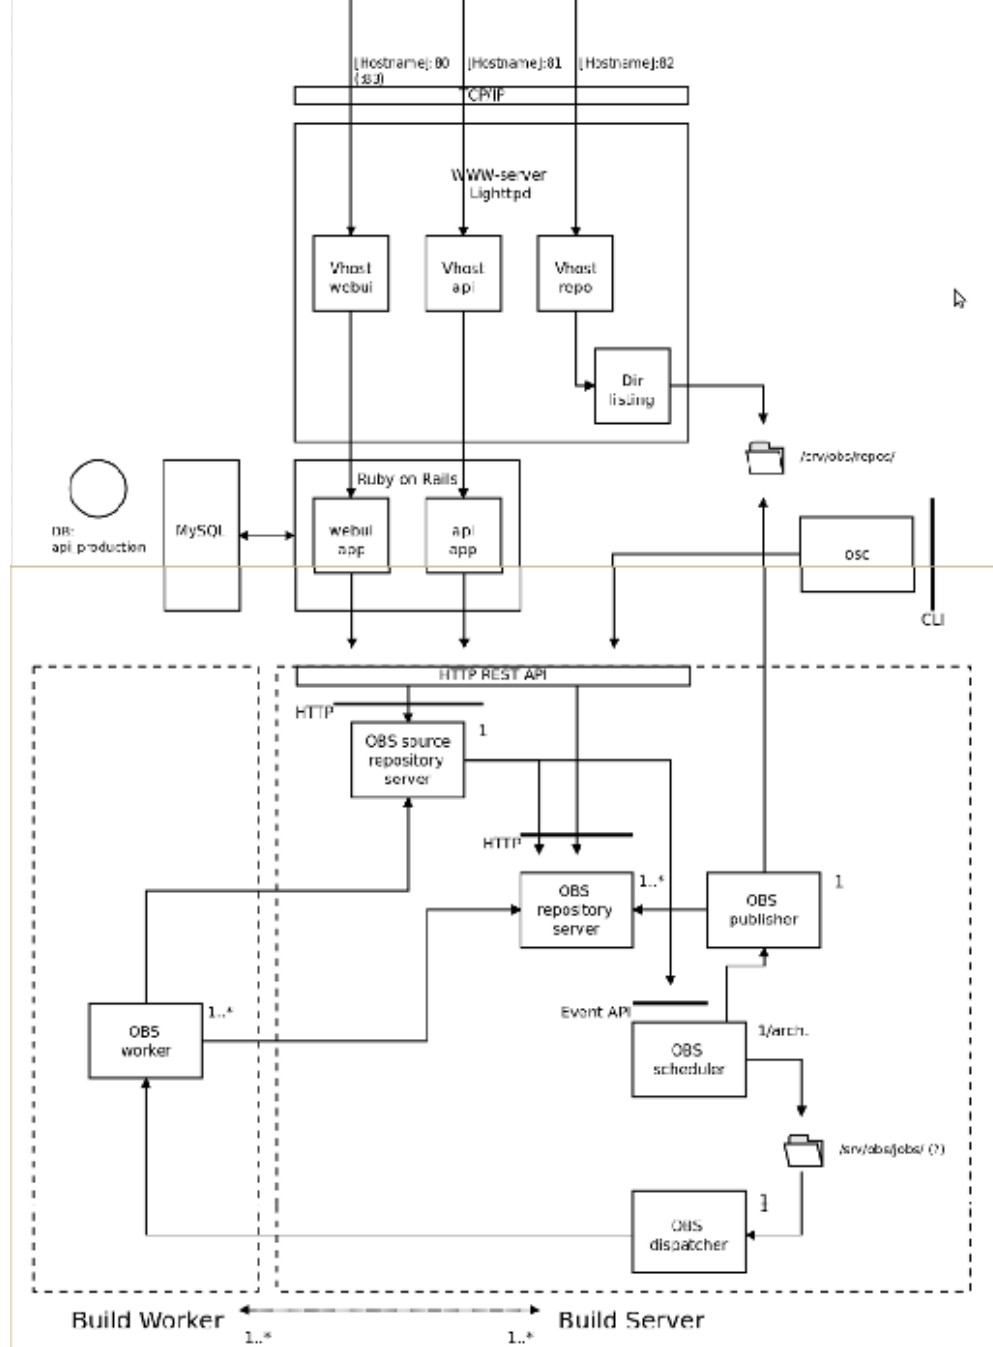 [Hostname]:80
(:83)
[Hostname]:81
[Hostname]:82
TCP/IP
WWW-server
Lighttpd
Vhost
webui
Vhost
api
Vhost
repo
Dir
listing
/srv/obs/repos/
Ruby on Rails
DB:
api production
MySQL
webui
app
api
app
osc
CLI
HTTP REST API
HTTP
1
OBS source
repository
server
HTTP
1..*
OBS
repository
server
1
OBS
publisher
1..*
OBS
worker
Event API
1/arch.
OBS
scheduler
/srv/obs/jobs/ (?)
1
OBS
dispatcher
Build Worker
1..*
1..*
Build Server